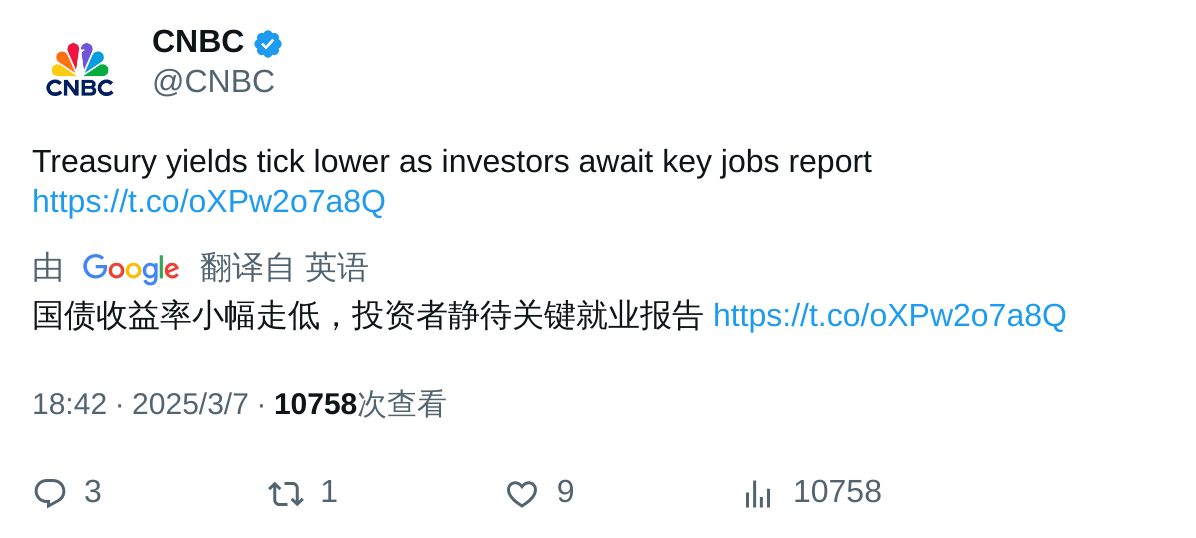 CNBC
CNBC
@CNBC
Treasury yields tick lower as investors await key jobs report
https://t.co/oXPw2o7a8Q
由 Google 翻译自 英语
国债收益率小幅走低，投资者静待关键就业报告 https://t.co/oXPw2o7a8Q
18:42 · 2025/3/7 · 10758次查看
3 1 9 10758